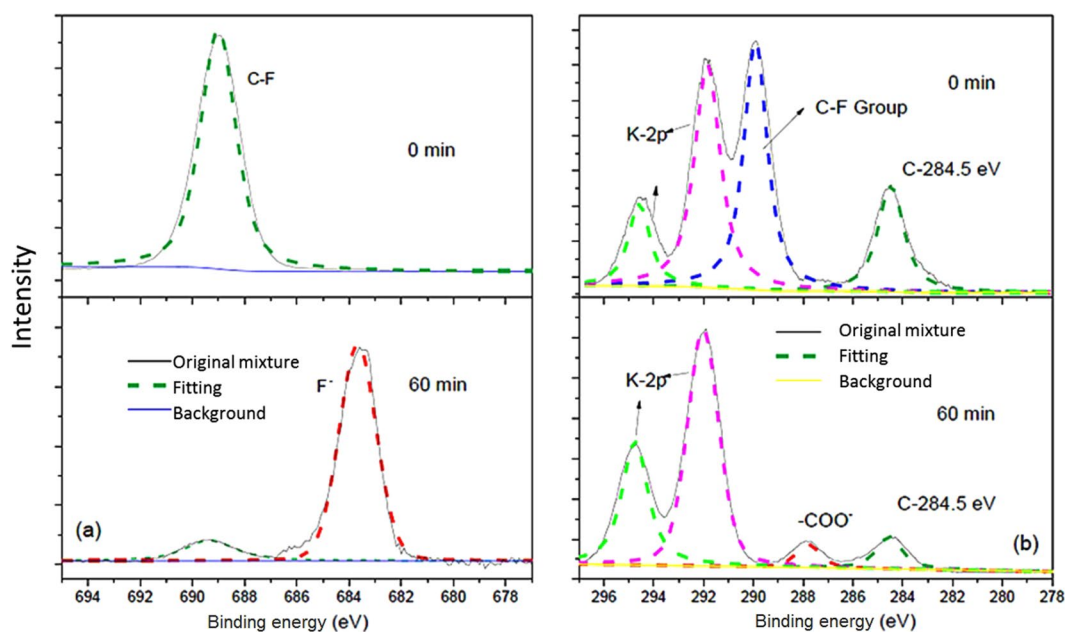 Intensity
C-F
0 min
Original mixture
Fitting
Background
F-
60 min
(a)
694 692 690 688 686 684 682 680 678
Binding energy (eV)
K-2p
C-F Group
0 min
C-284.5 eV
Original mixture
Fitting
Background
K-2p
60 min
-COO-
C-284.5 eV
(b)
296 294 292 290 288 286 284 282 280 278
Binding energy (eV)